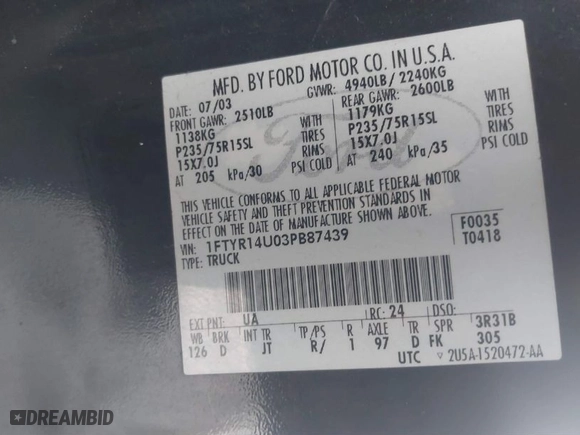 MFD. BY FORD MOTOR CO. IN U.S.A.
DATE: 07/03 GVWR: 4940LB/ 2240KG
FRONT GAWR: 2510LB REAR GAWR: 2600LB
1138KG WITH 1179KG WITH
P235/75R15SL TIRES P235/75R15SL TIRES
15X7.0J RIMS 15X7.0J RIMS
AT 205 kPa/30 PSI COLD AT 240 kPa/35 PSI COLD
Ford
THIS VEHICLE CONFORMS TO ALL APPLICABLE FEDERAL MOTOR
VEHICLE SAFETY AND THEFT PREVENTION STANDARDS IN
EFFECT ON THE DATE OF MANUFACTURE SHOWN ABOVE.
VIN: 1FTYR14U03PB87439 F0035
TYPE: TRUCK T0418
EXT PNT: UA RC: 24 DSO:
WB BRK INT TR TP/PS R AXLE TR SPR 3R31B
126 D JT R/ 1 97 D FK 305
UTC 2U5A-1520472-AA
DREAMBID